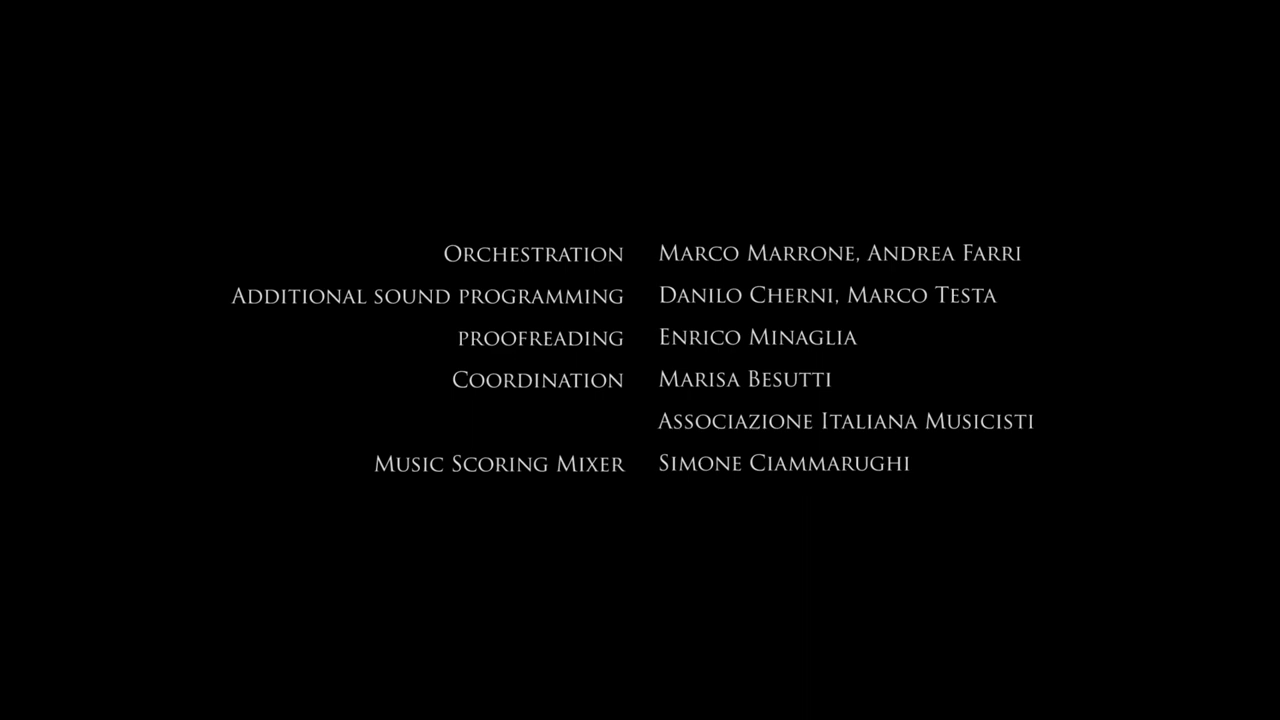 Orchestration Marco Marrone, Andrea Farri
Additional sound programming Danilo Cherni, Marco Testa
proofreading Enrico Minaglia
Coordination Marisa Besutti
Associazione Italiana Musicisti
Music Scoring Mixer Simone Ciammarughi